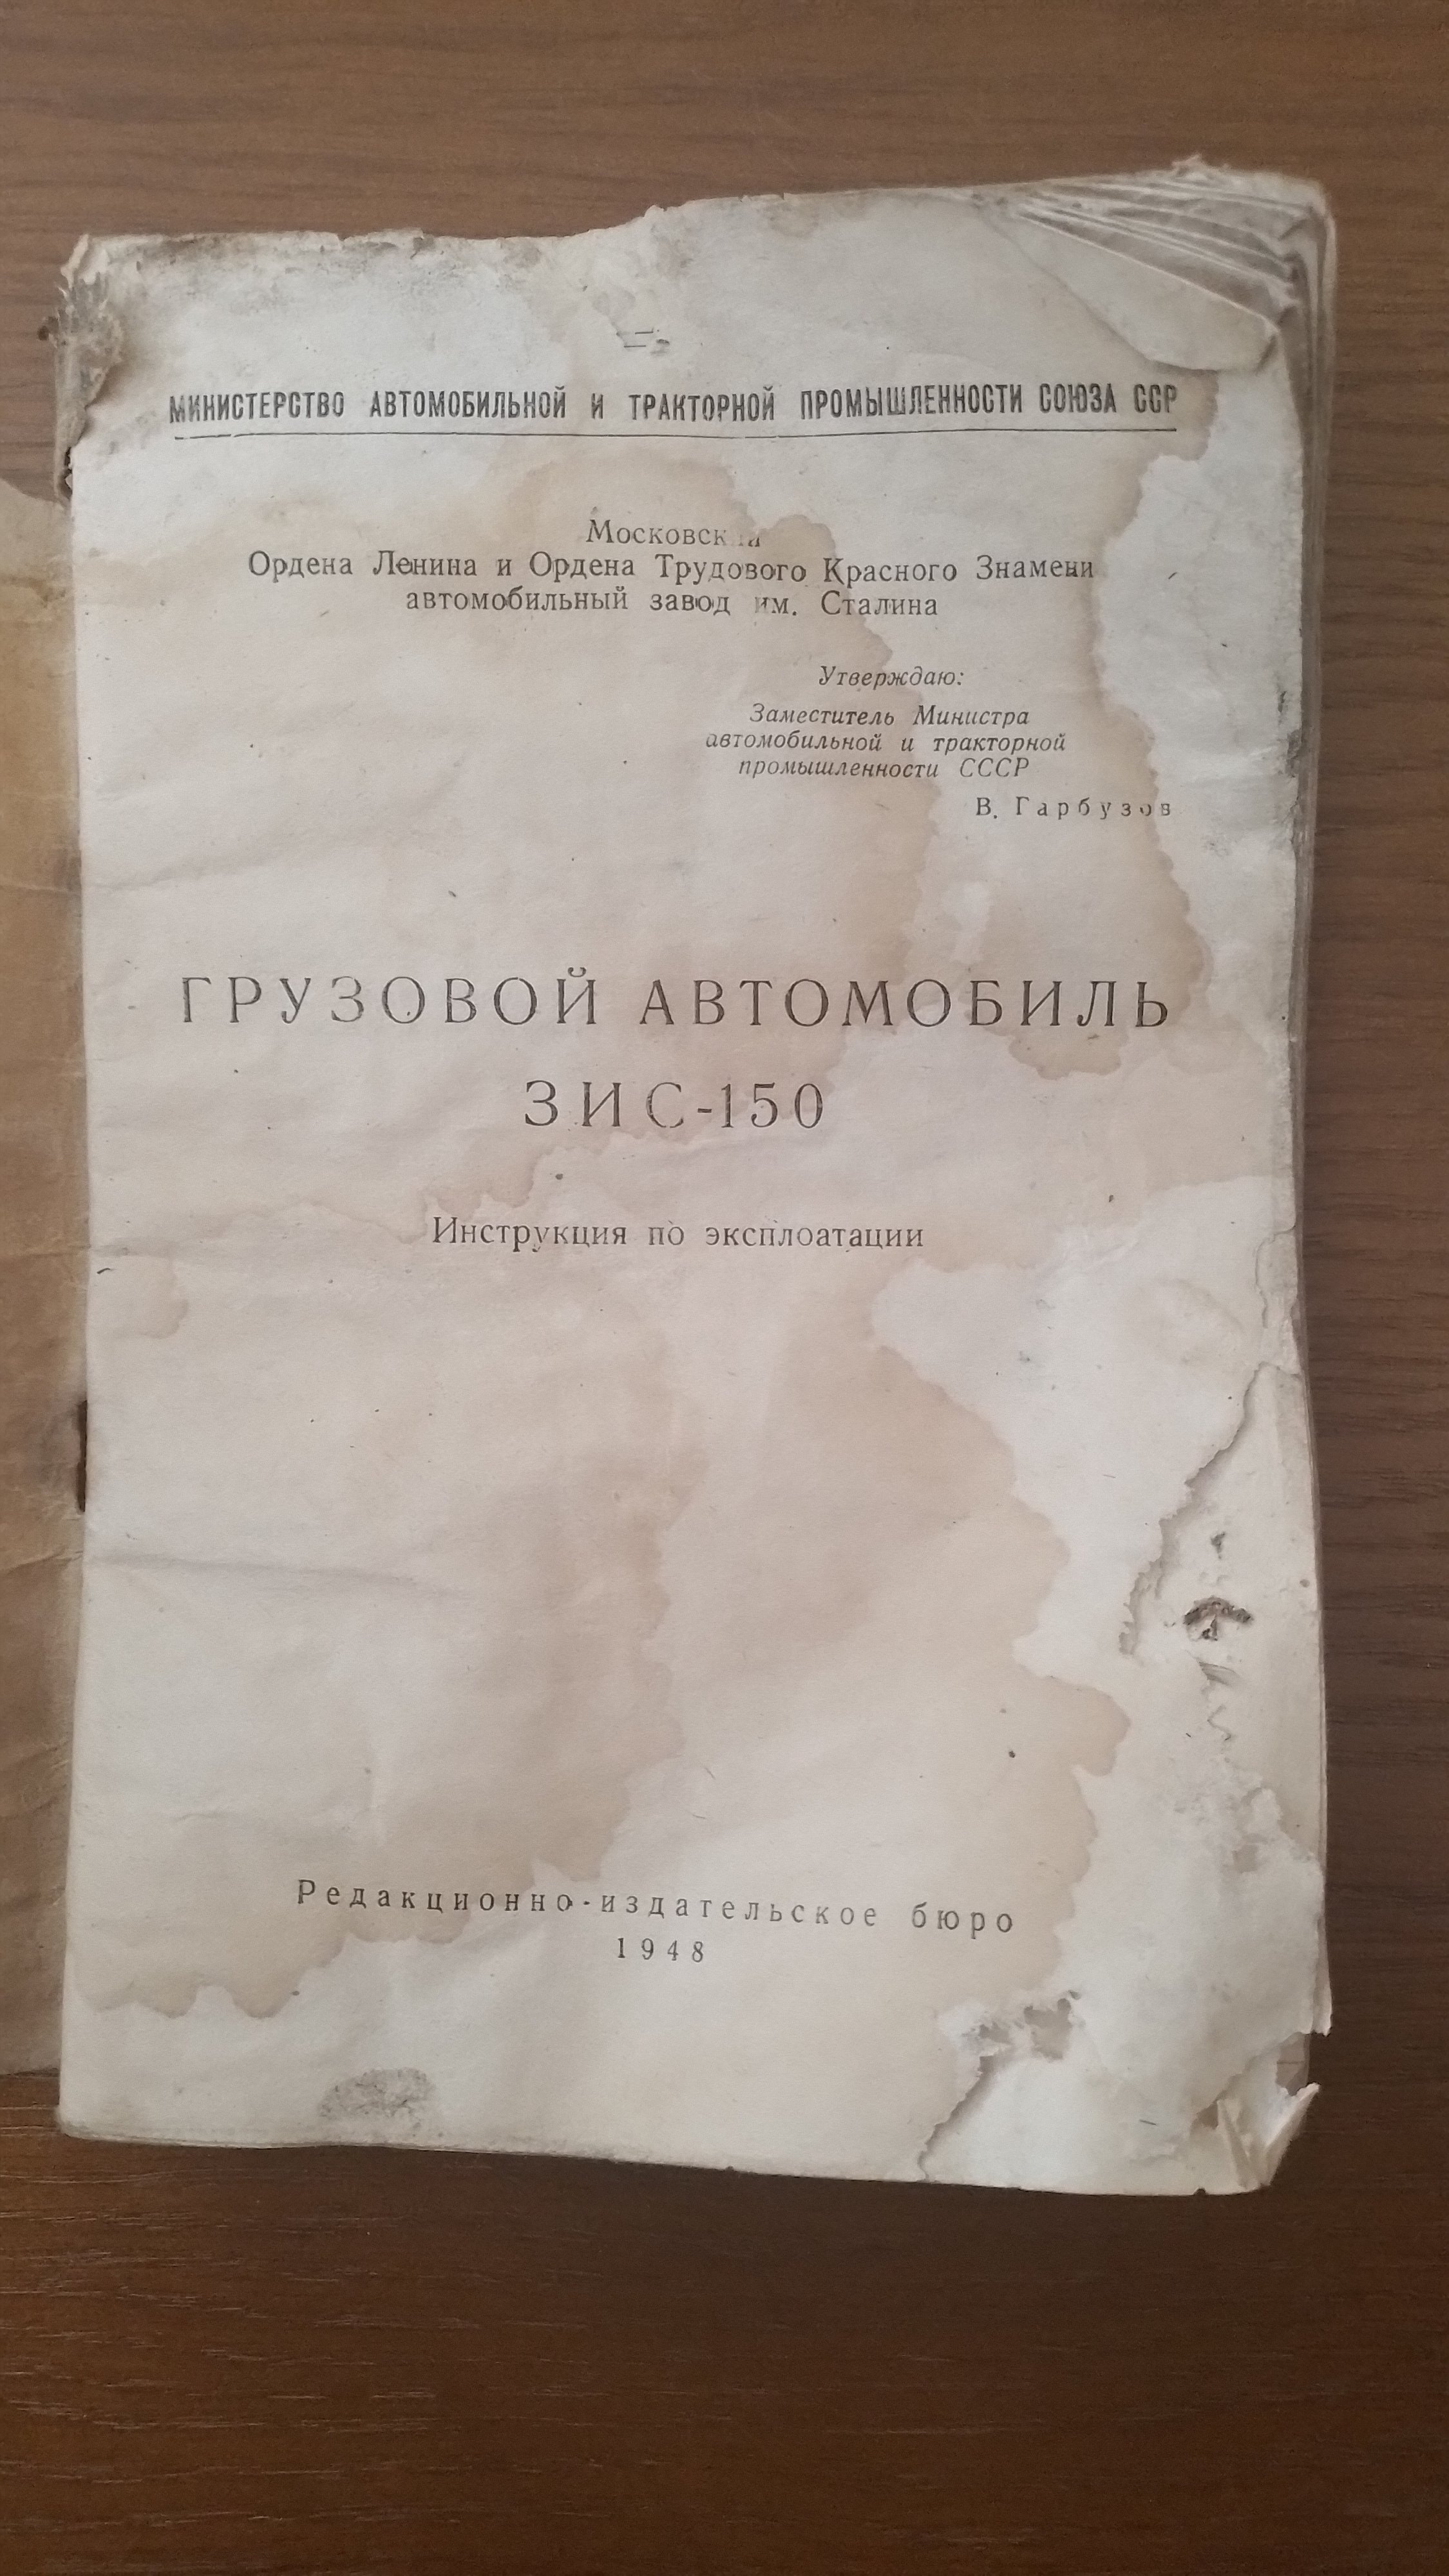 МИНИСТЕРСТВО АВТОМОБИЛЬНОЙ И ТРАКТОРНОЙ ПРОМЫШЛЕННОСТИ СОЮЗА ССР
Ордена Ленина и Ордена Трудового Красного Знамени
автомобильный завод им. Сталина
Утверждаю:
Заместитель Министра
автомобильной и тракторной
промышленности СССР
В. Гарбузов
ГРУЗОВОЙ АВТОМОБИЛЬ
ЗИС-150
Инструкция по эксплоатации
Редакционно-издательское бюро
1948